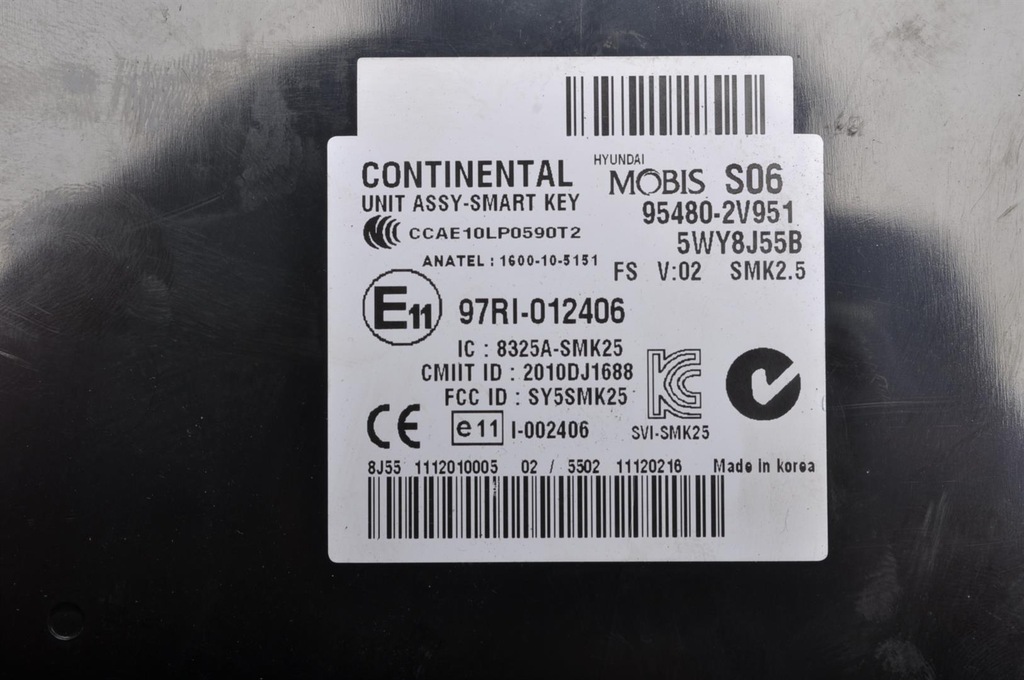 CONTINENTAL
HYUNDAI
MOBIS S06
UNIT ASSY-SMART KEY
95480-2V951
CCAE10LP0590T2
5WY8J55B
ANATEL : 1600-10-5151
FS V:02 SMK2.5
E11 97RI-012406
IC : 8325A-SMK25
CMIIT ID : 2010DJ1688
FCC ID : SY5SMK25
CE e11 I-002406
SVI-SMK25
8J55 1112010005 02 / 5502 11120216 Made in korea